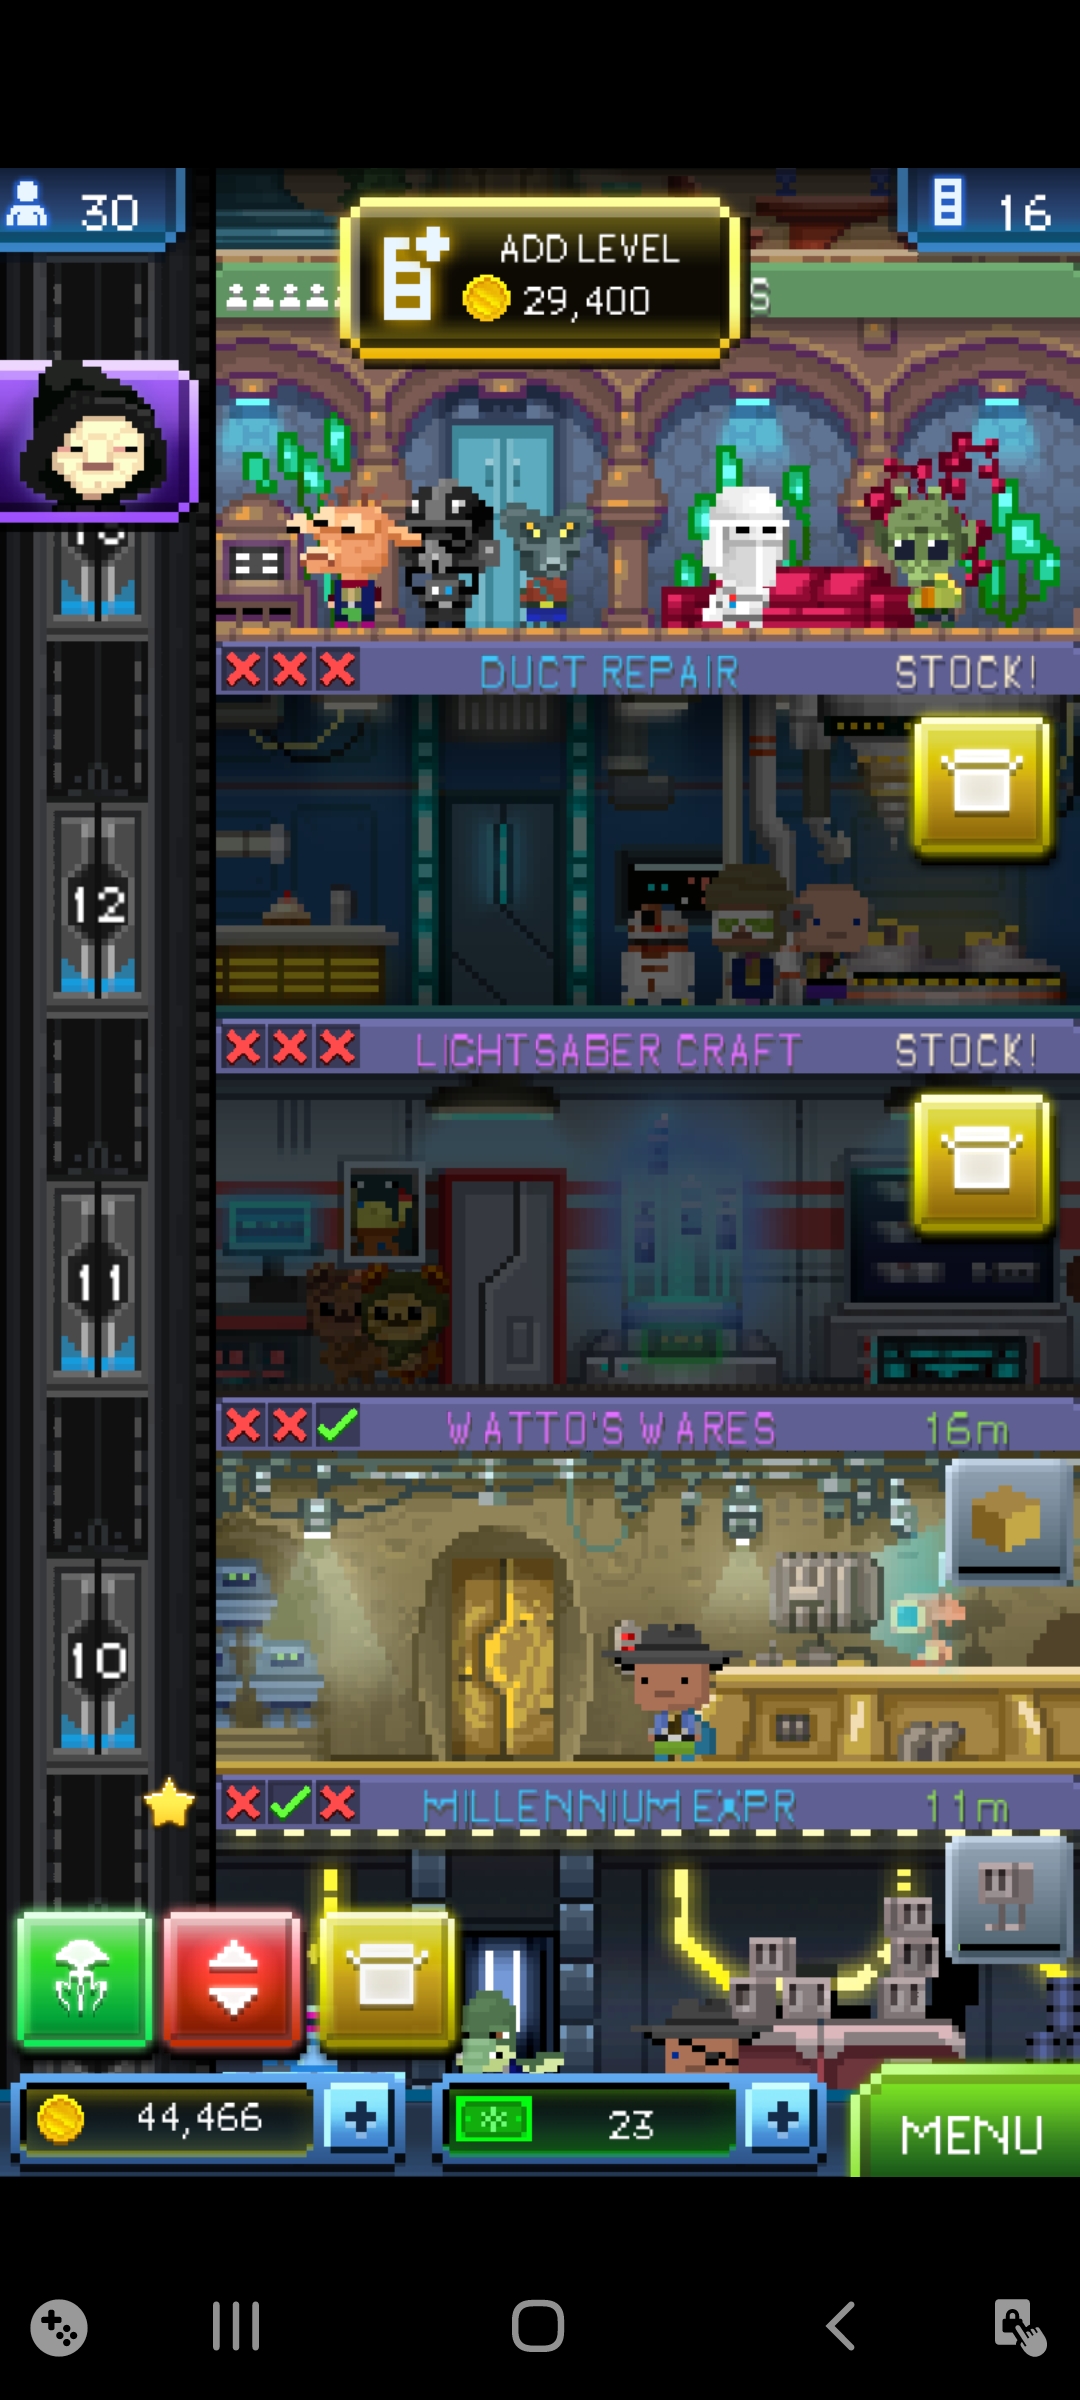 30
16
ADD LEVEL
29,400
S
DUCT REPAIR
STOCK!
12
LIGHTSABER CRAFT
STOCK!
11
WATTO'S WARES
16m
10
MILLENNIUM EXPR
11m
44,466
23
MENU